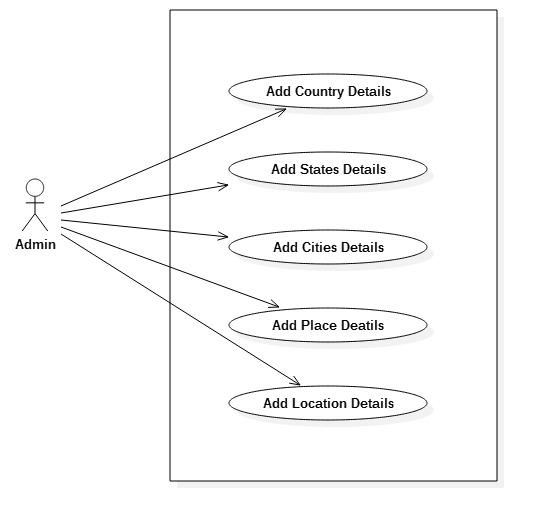 Add Country Details
Add States Details
Admin
Add Cities Details
Add Place Deatils
Add Location Details